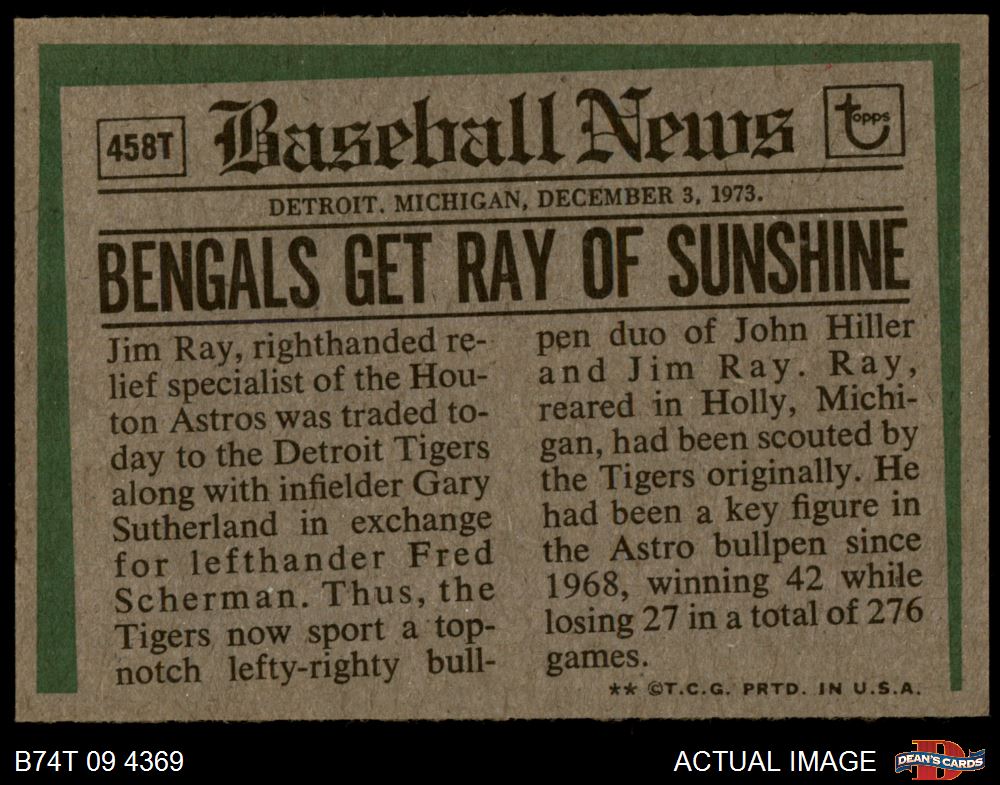 458T
Baseball News
topps
DETROIT, MICHIGAN, DECEMBER 3, 1973.
BENGALS GET RAY OF SUNSHINE
Jim Ray, righthanded re-
lief specialist of the Hou-
ton Astros was traded to-
day to the Detroit Tigers
along with infielder Gary
Sutherland in exchange
for lefthander Fred
Scherman. Thus, the
Tigers now sport a top-
notch lefty-righty bull-
pen duo of John Hiller
and Jim Ray. Ray,
reared in Holly, Michi-
gan, had been scouted by
the Tigers originally. He
had been a key figure in
the Astro bullpen since
1968, winning 42 while
losing 27 in a total of 276
games.
** ©T.C.G. PRTD. IN U.S.A.
B74T 09 4369
ACTUAL IMAGE
D
DEAN'S CARDS